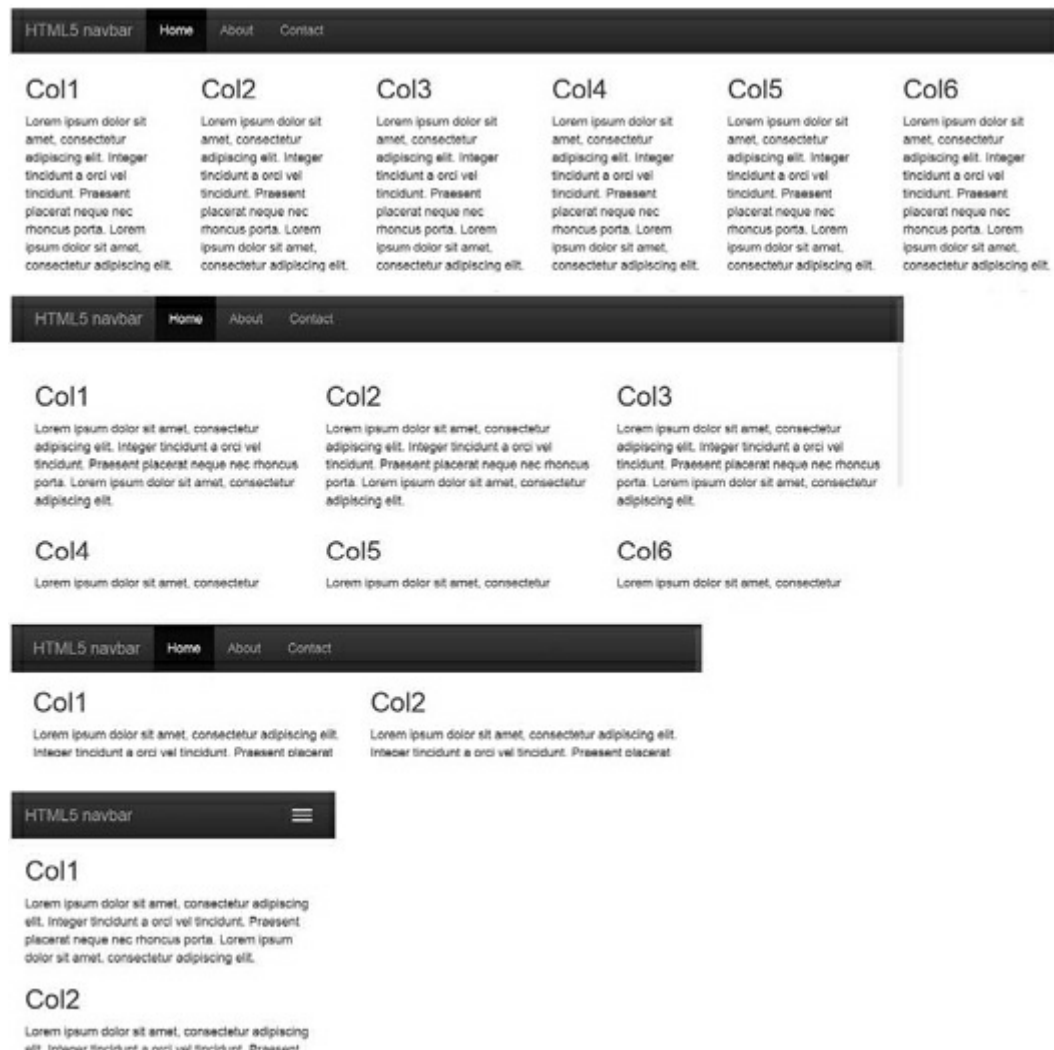 HTML5 navbar Home About Contact
Col1 Col2 Col3 Col4 Col5 Col6
Lorem ipsum dolor sit Lorem ipsum dolor sit Lorem ipsum dolor sit Lorem ipsum dolor sit Lorem ipsum dolor sit Lorem ipsum dolor sit
amet, consectetur amet, consectetur amet, consectetur amet, consectetur amet, consectetur amet, consectetur
adipiscing elit. Integer adipiscing elit. Integer adipiscing elit. Integer adipiscing elit. Integer adipiscing elit. Integer adipiscing elit. Integer
tincidunt a orci vel tincidunt a orci vel tincidunt a orci vel tincidunt a orci vel tincidunt a orci vel tincidunt a orci vel
tincidunt. Praesent tincidunt. Praesent tincidunt. Praesent tincidunt. Praesent tincidunt. Praesent tincidunt. Praesent
placerat neque nec placerat neque nec placerat neque nec placerat neque nec placerat neque nec placerat neque nec
rhoncus porta. Lorem rhoncus porta. Lorem rhoncus porta. Lorem rhoncus porta. Lorem rhoncus porta. Lorem rhoncus porta. Lorem
ipsum dolor sit amet, ipsum dolor sit amet, ipsum dolor sit amet, ipsum dolor sit amet, ipsum dolor sit amet, ipsum dolor sit amet,
consectetur adipiscing elit. consectetur adipiscing elit. consectetur adipiscing elit. consectetur adipiscing elit. consectetur adipiscing elit. consectetur adipiscing elit.
HTML5 navbar Home About Contact
Col1 Col2 Col3
Lorem ipsum dolor sit amet, consectetur Lorem ipsum dolor sit amet, consectetur Lorem ipsum dolor sit amet, consectetur
adipiscing elit. Integer tincidunt a orci vel adipiscing elit. Integer tincidunt a orci vel adipiscing elit. Integer tincidunt a orci vel
tincidunt. Praesent placerat neque nec rhoncus tincidunt. Praesent placerat neque nec rhoncus tincidunt. Praesent placerat neque nec rhoncus
porta. Lorem ipsum dolor sit amet, consectetur porta. Lorem ipsum dolor sit amet, consectetur porta. Lorem ipsum dolor sit amet, consectetur
adipiscing elit. adipiscing elit. adipiscing elit.
Col4 Col5 Col6
Lorem ipsum dolor sit amet, consectetur Lorem ipsum dolor sit amet, consectetur Lorem ipsum dolor sit amet, consectetur
HTML5 navbar Home About Contact
Col1 Col2
Lorem ipsum dolor sit amet, consectetur adipiscing elit. Lorem ipsum dolor sit amet, consectetur adipiscing elit.
Integer tincidunt a orci vel tincidunt. Praesent placerat Integer tincidunt a orci vel tincidunt. Praesent placerat
HTML5 navbar
Col1
Lorem ipsum dolor sit amet, consectetur adipiscing
elit. Integer tincidunt a orci vel tincidunt. Praesent
placerat neque nec rhoncus porta. Lorem ipsum
dolor sit amet, consectetur adipiscing elit.
Col2
Lorem ipsum dolor sit amet, consectetur adipiscing
elit. Integer tincidunt a orci vel tincidunt. Praesent